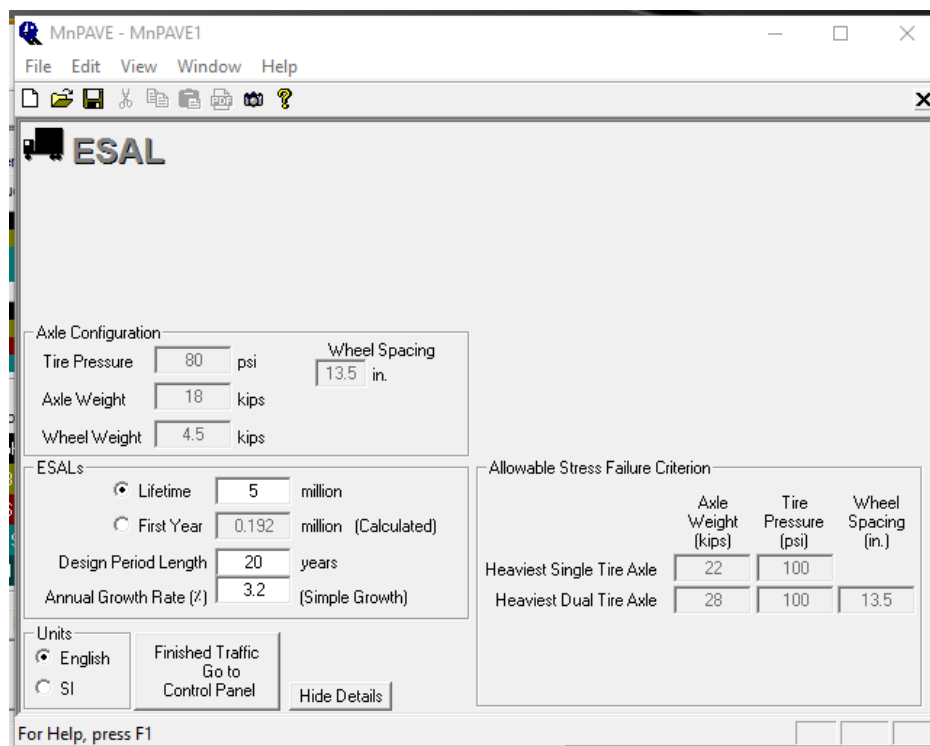 MnPAVE - MnPAVE1
File Edit View Window Help
PDF
ESAL
Axle Configuration
Tire Pressure 80 psi
Wheel Spacing
13.5 in.
Axle Weight 18 kips
Wheel Weight 4.5 kips
ESALs
Lifetime 5 million
First Year 0.192 million (Calculated)
Design Period Length 20 years
Annual Growth Rate (%) 3.2 (Simple Growth)
Allowable Stress Failure Criterion
Axle Weight (kips)
Tire Pressure (psi)
Wheel Spacing (in.)
Heaviest Single Tire Axle 22 100
Heaviest Dual Tire Axle 28 100 13.5
Units
English
SI
Finished Traffic
Go to
Control Panel
Hide Details
For Help, press F1